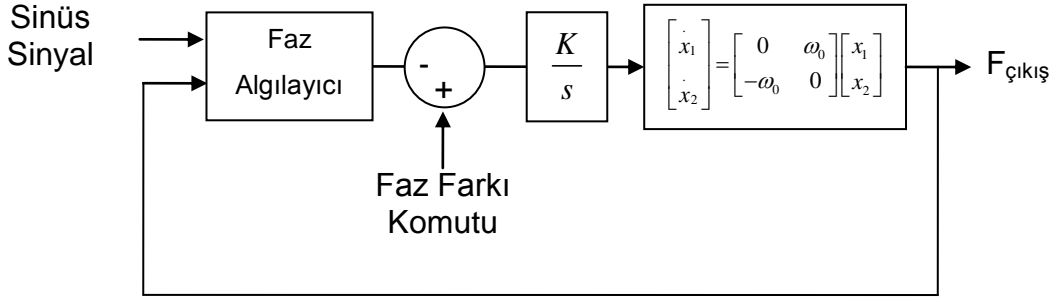 Sinüs
Sinyal
Faz
Algılayıcı
-
+
Faz Farkı
Komutu
K
s
ẋ₁ 0 ω₀ x₁
=
ẋ₂ -ω₀ 0 x₂
Fçıkış